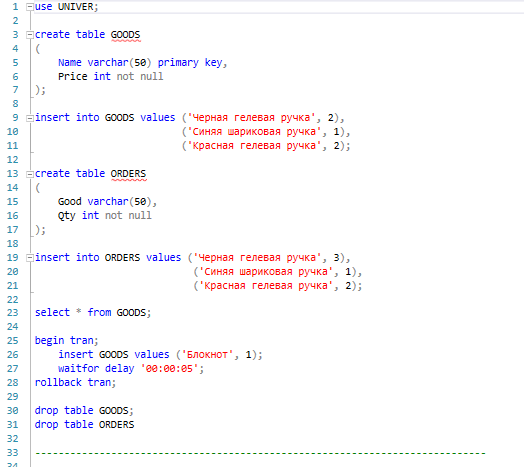 1 use UNIVER;
2
3 create table GOODS
4 (
5 Name varchar(50) primary key,
6 Price int not null
7 );
8
9 insert into GOODS values ('Черная гелевая ручка', 2),
10 ('Синяя шариковая ручка', 1),
11 ('Красная гелевая ручка', 2);
12
13 create table ORDERS
14 (
15 Good varchar(50),
16 Qty int not null
17 );
18
19 insert into ORDERS values ('Черная гелевая ручка', 3),
20 ('Синяя шариковая ручка', 1),
21 ('Красная гелевая ручка', 2);
22
23 select * from GOODS;
24
25 begin tran;
26 insert GOODS values ('Блокнот', 1);
27 waitfor delay '00:00:05';
28 rollback tran;
29
30 drop table GOODS;
31 drop table ORDERS
32
33 ------------------------------------------------------------------------------
34